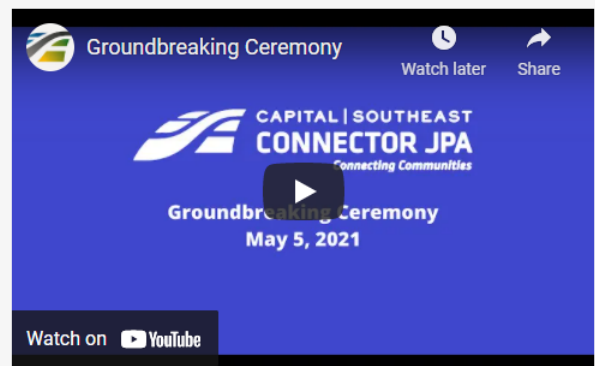 Groundbreaking Ceremony
Watch later
Share
CAPITAL | SOUTHEAST
CONNECTOR JPA
Connecting Communities
Groundbreaking Ceremony
May 5, 2021
Watch on YouTube